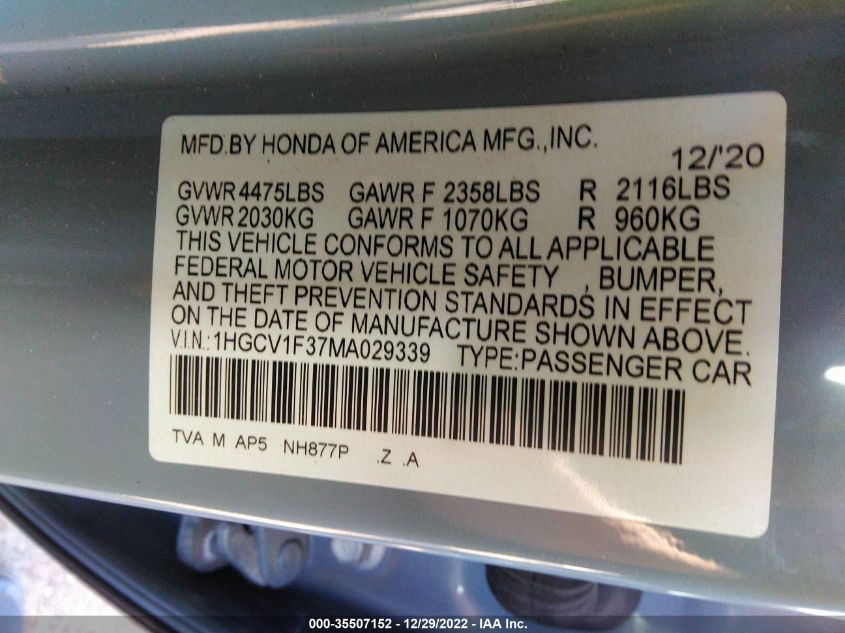 MFD.BY HONDA OF AMERICA MFG.,INC.
12/'20
GVWR 4475LBS GAWR F 2358LBS R 2116LBS
GVWR 2030KG GAWR F 1070KG R 960KG
THIS VEHICLE CONFORMS TO ALL APPLICABLE
FEDERAL MOTOR VEHICLE SAFETY , BUMPER,
AND THEFT PREVENTION STANDARDS IN EFFECT
ON THE DATE OF MANUFACTURE SHOWN ABOVE.
V.I.N.:1HGCV1F37MA029339 TYPE:PASSENGER CAR
TVA M AP5 NH877P .Z .A
000-35507152 - 12/29/2022 - IAA Inc.